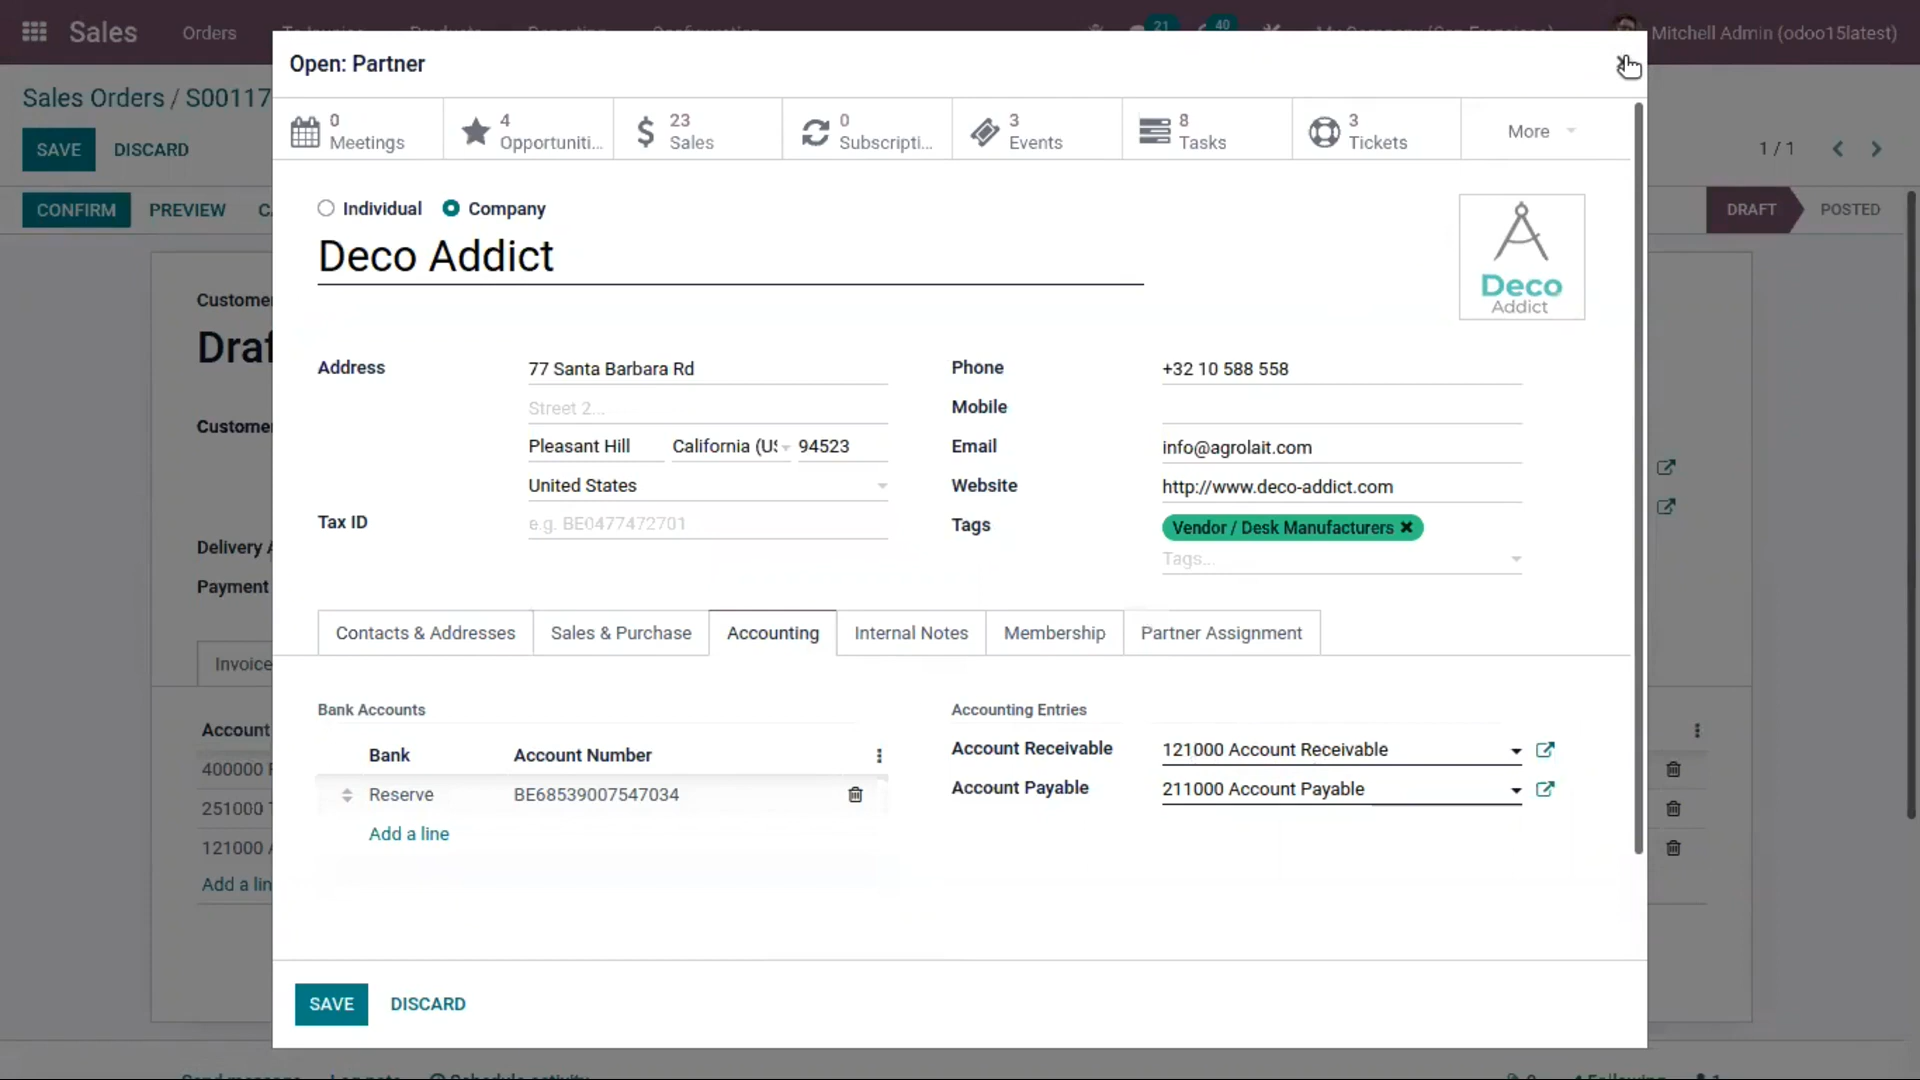 Sales Orders 21 40 Mitchell Admin (odoo15latest)
Open: Partner
Sales Orders / S00117
SAVE DISCARD 1 / 1
0 Meetings
4 Opportuniti...
23 Sales
0 Subscripti...
3 Events
8 Tasks
3 Tickets
More
CONFIRM PREVIEW DRAFT POSTED
Individual Company
Deco Addict
Deco
Addict
Address 77 Santa Barbara Rd
Street 2...
Pleasant Hill California (US 94523
United States
Tax ID e.g. BE0477472701
Phone +32 10 588 558
Mobile
Email info@agrolait.com
Website http://www.deco-addict.com
Tags Vendor / Desk Manufacturers ✖
Tags...
Custome
Draf
Custome
Delivery A
Payment
Contacts & Addresses Sales & Purchase Accounting Internal Notes Membership Partner Assignment
Invoice
Bank Accounts
Bank Account Number
Reserve BE68539007547034
Add a line
Accounting Entries
Account Receivable 121000 Account Receivable
Account Payable 211000 Account Payable
Account
400000
251000
121000
Add a lin
SAVE DISCARD